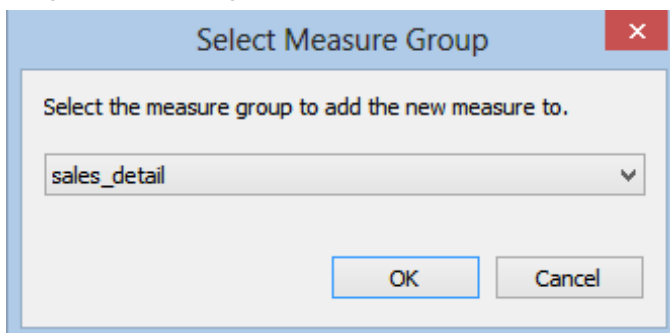 Select Measure Group
Select the measure group to add the new measure to.
sales_detail
OK Cancel